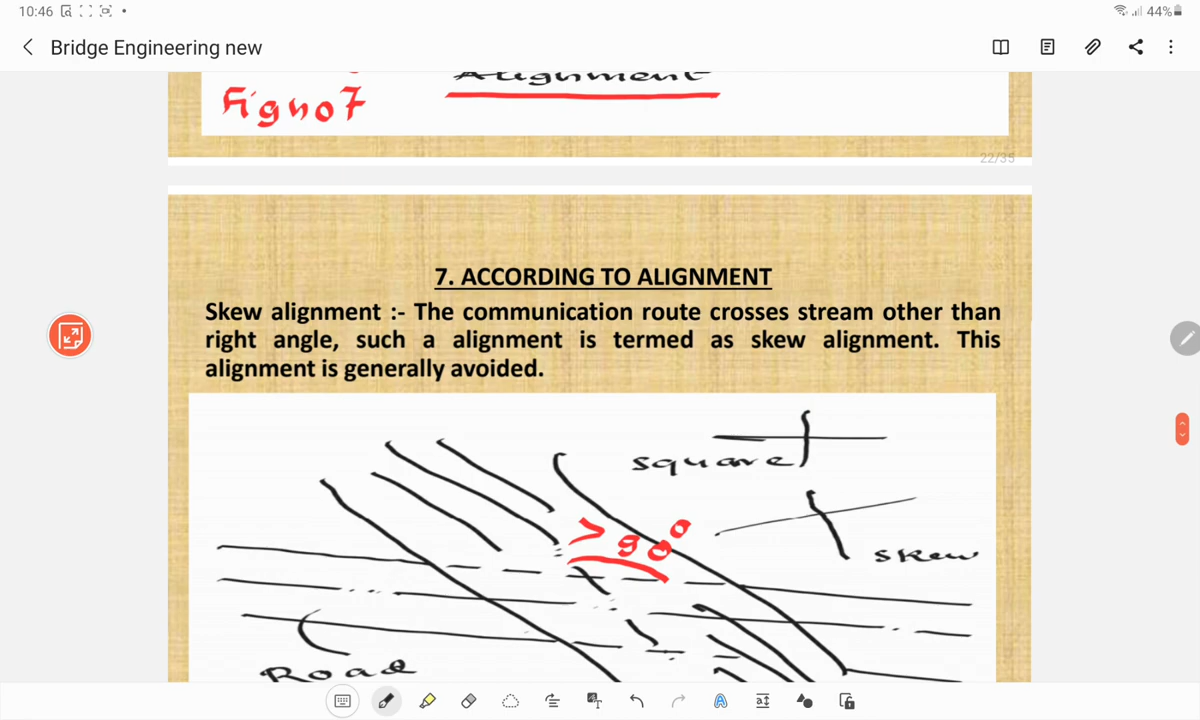 10:46 44%
Bridge Engineering new
Alignment
Fig no 7
22/35
7. ACCORDING TO ALIGNMENT
Skew alignment :- The communication route crosses stream other than
right angle, such a alignment is termed as skew alignment. This
alignment is generally avoided.
square
> 90°
skew
Road